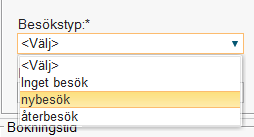 Besökstyp:*
<Välj>
<Välj>
Inget besök
nybesök
återbesök
Bokningstid